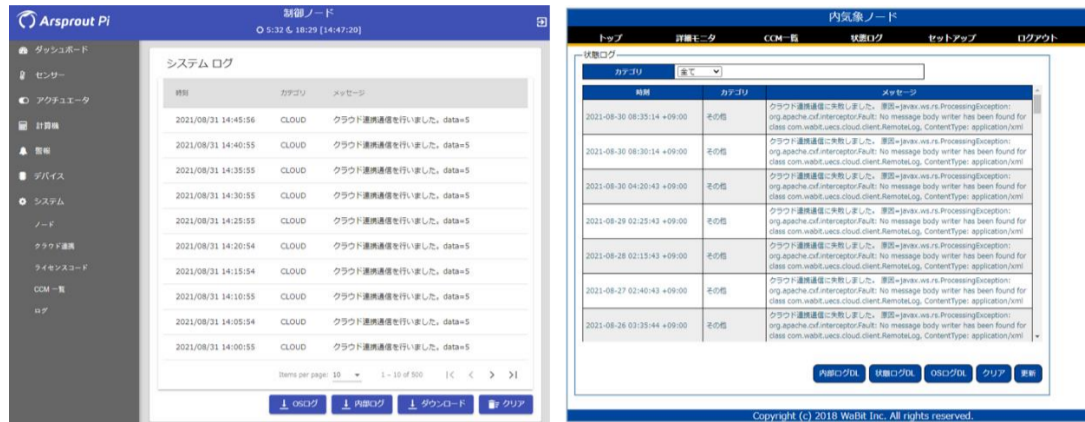 Arsprout Pi
制御ノード
5:32 18:29 [14:47:20]
ダッシュボード
センサー
アクチュエータ
計算機
警報
デバイス
システム
ノード
クラウド連携
ライセンスコード
CCM 一覧
ログ
システム ログ
時刻 カテゴリ メッセージ
2021/08/31 14:45:56 CLOUD クラウド連携通信を行いました。data=5
2021/08/31 14:40:55 CLOUD クラウド連携通信を行いました。data=5
2021/08/31 14:35:55 CLOUD クラウド連携通信を行いました。data=5
2021/08/31 14:30:55 CLOUD クラウド連携通信を行いました。data=5
2021/08/31 14:25:55 CLOUD クラウド連携通信を行いました。data=5
2021/08/31 14:20:54 CLOUD クラウド連携通信を行いました。data=5
2021/08/31 14:15:54 CLOUD クラウド連携通信を行いました。data=5
2021/08/31 14:10:55 CLOUD クラウド連携通信を行いました。data=5
2021/08/31 14:05:54 CLOUD クラウド連携通信を行いました。data=5
2021/08/31 14:00:55 CLOUD クラウド連携通信を行いました。data=5
Items per page: 10 1 - 10 of 500
OSログ 内部ログ ダウンロード クリア
内気象ノード
トップ 詳細モニタ CCM一覧 状態ログ セットアップ ログアウト
状態ログ
カテゴリ 全て
時刻 カテゴリ メッセージ
2021-08-30 08:35:14 +09:00 その他 クラウド連携通信に失敗しました。 原因=javax.ws.rs.ProcessingException:
org.apache.cxf.interceptor.Fault: No message body writer has been found for
class com.wabit.uecs.cloud.client.RemoteLog, ContentType: application/xml
2021-08-30 08:30:14 +09:00 その他 クラウド連携通信に失敗しました。 原因=javax.ws.rs.ProcessingException:
org.apache.cxf.interceptor.Fault: No message body writer has been found for
class com.wabit.uecs.cloud.client.RemoteLog, ContentType: application/xml
2021-08-30 04:20:43 +09:00 その他 クラウド連携通信に失敗しました。 原因=javax.ws.rs.ProcessingException:
org.apache.cxf.interceptor.Fault: No message body writer has been found for
class com.wabit.uecs.cloud.client.RemoteLog, ContentType: application/xml
2021-08-29 02:25:43 +09:00 その他 クラウド連携通信に失敗しました。 原因=javax.ws.rs.ProcessingException:
org.apache.cxf.interceptor.Fault: No message body writer has been found for
class com.wabit.uecs.cloud.client.RemoteLog, ContentType: application/xml
2021-08-28 02:15:43 +09:00 その他 クラウド連携通信に失敗しました。 原因=javax.ws.rs.ProcessingException:
org.apache.cxf.interceptor.Fault: No message body writer has been found for
class com.wabit.uecs.cloud.client.RemoteLog, ContentType: application/xml
2021-08-27 02:40:43 +09:00 その他 クラウド連携通信に失敗しました。 原因=javax.ws.rs.ProcessingException:
org.apache.cxf.interceptor.Fault: No message body writer has been found for
class com.wabit.uecs.cloud.client.RemoteLog, ContentType: application/xml
2021-08-26 03:35:44 +09:00 その他 クラウド連携通信に失敗しました。 原因=javax.ws.rs.ProcessingException:
org.apache.cxf.interceptor.Fault: No message body writer has been found for
class com.wabit.uecs.cloud.client.RemoteLog, ContentType: application/xml
内部ログDL 状態ログDL OSログDL クリア 更新
Copyright (c) 2018 WaBit Inc. All rights reserved.